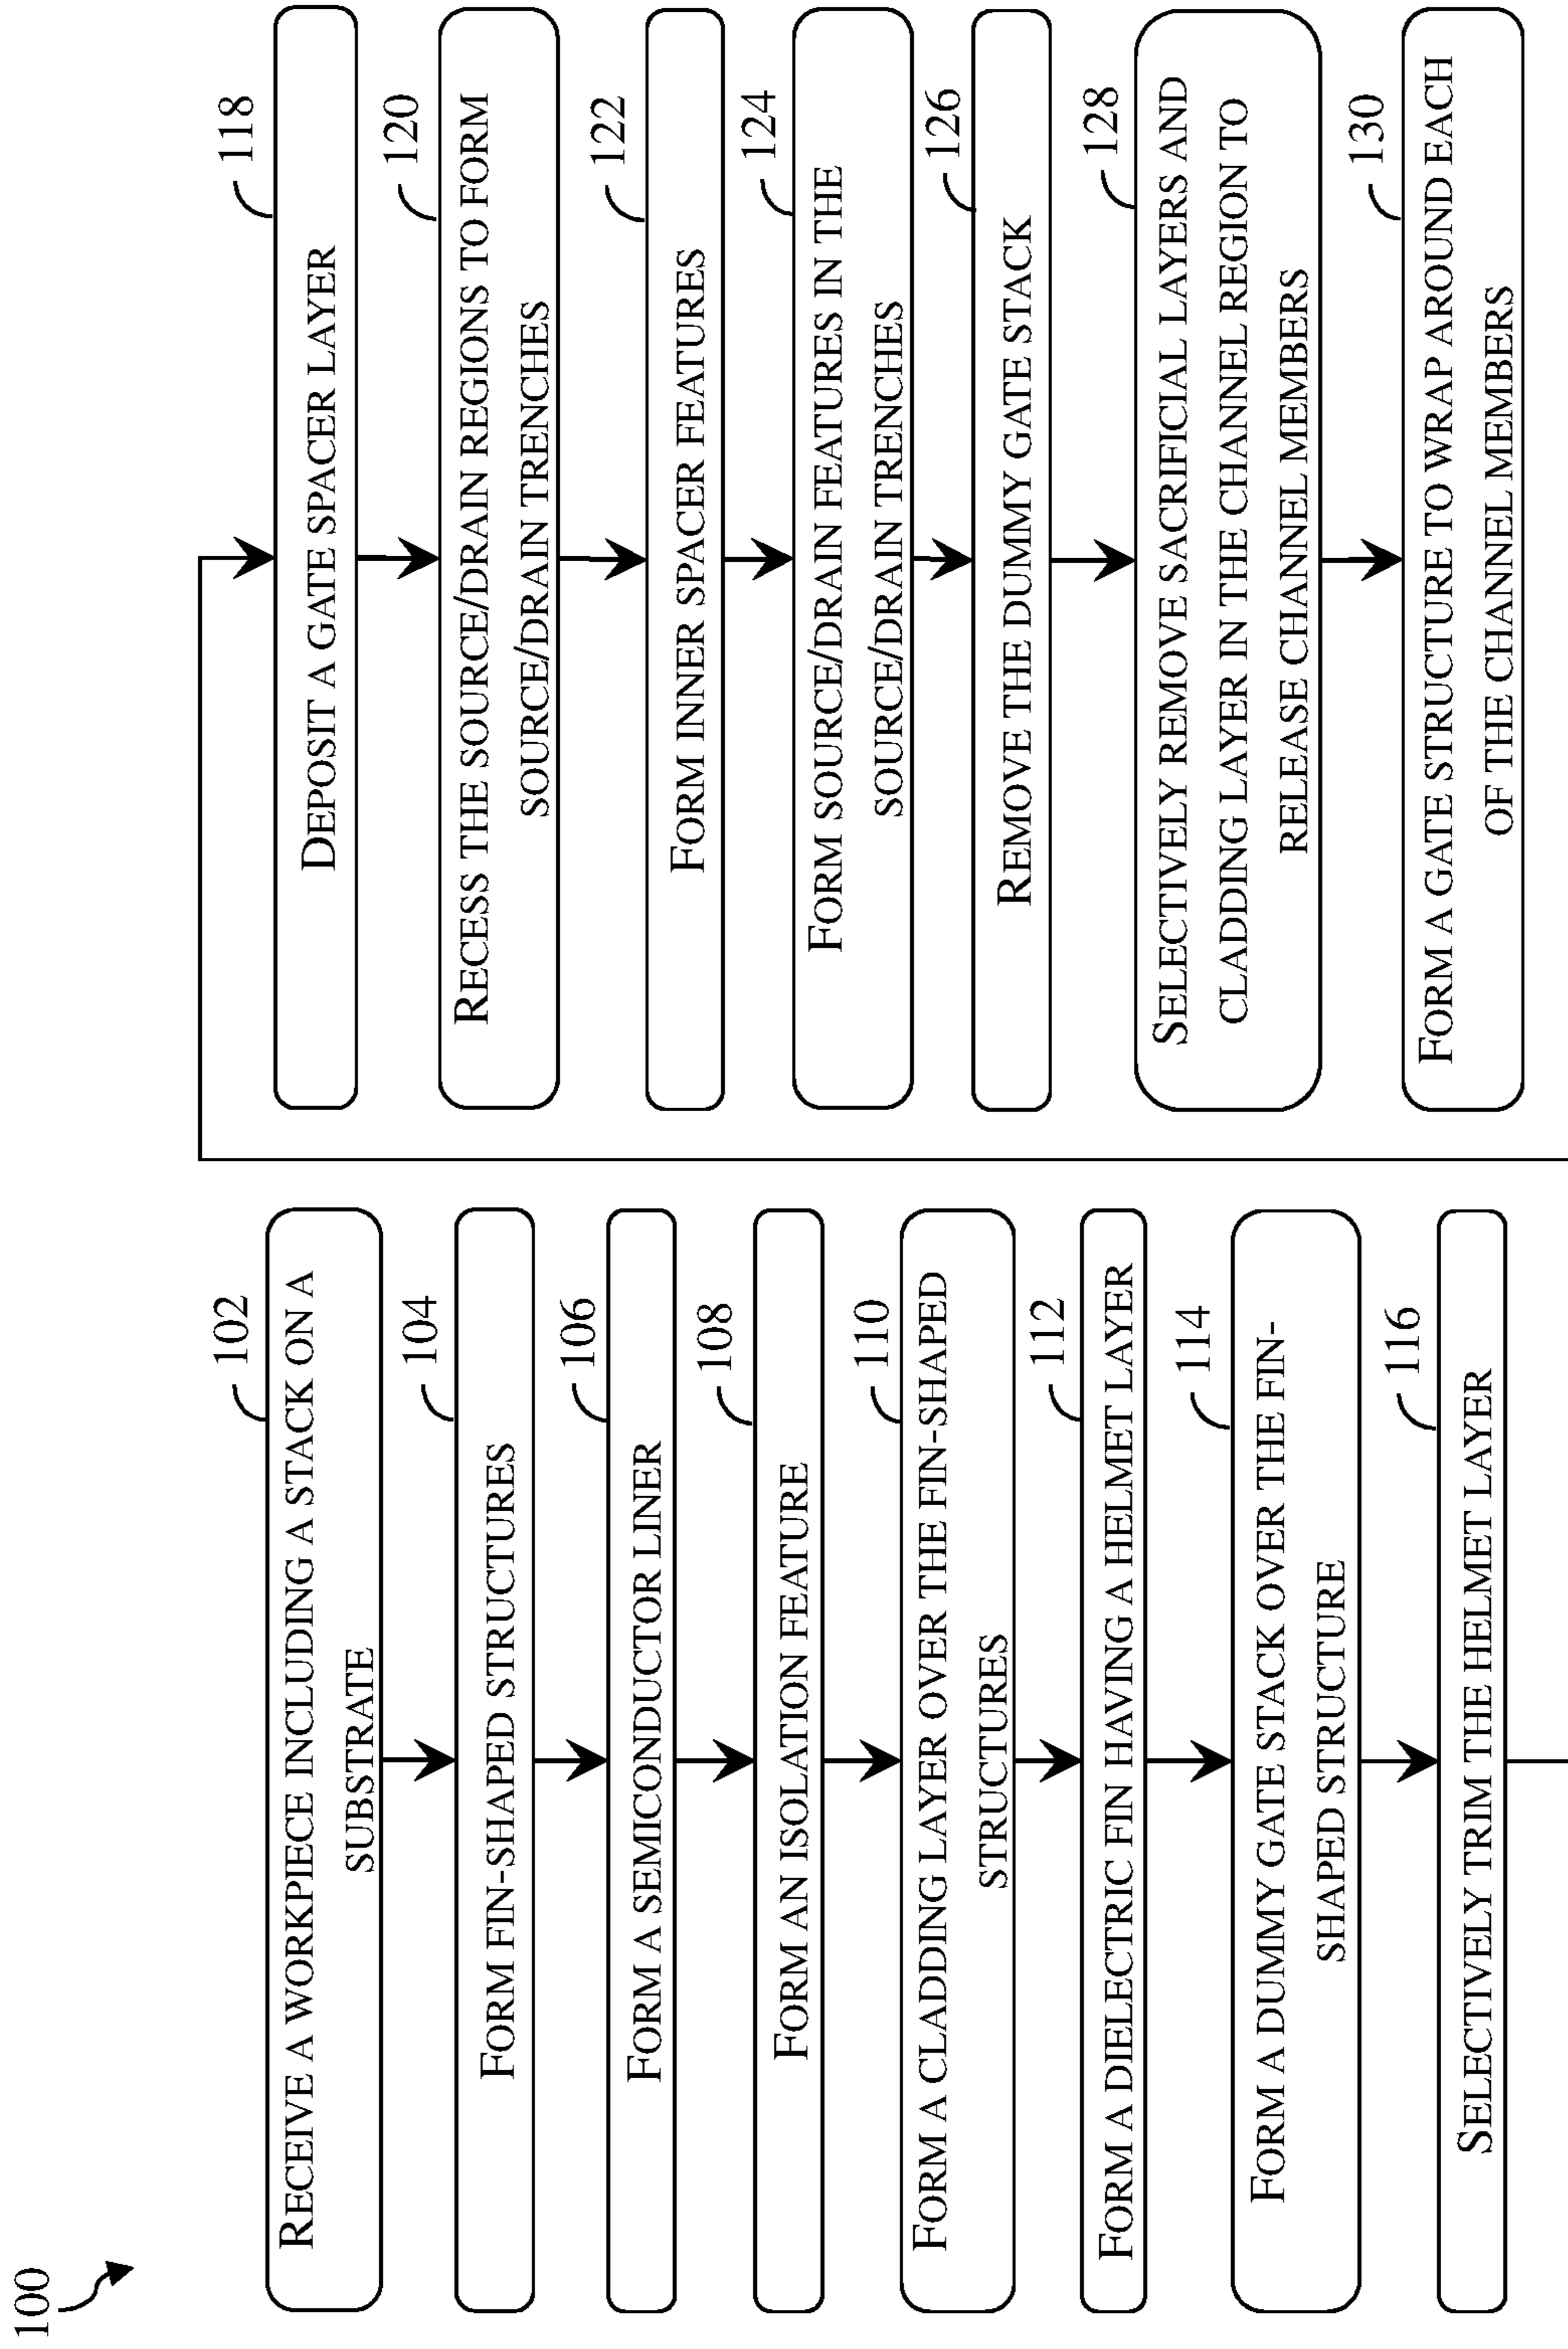 100
102
RECEIVE A WORKPIECE INCLUDING A STACK ON A
SUBSTRATE
104
FORM FIN-SHAPED STRUCTURES
106
FORM A SEMICONDUCTOR LINER
108
FORM AN ISOLATION FEATURE
110
FORM A CLADDING LAYER OVER THE FIN-SHAPED
STRUCTURES
112
FORM A DIELECTRIC FIN HAVING A HELMET LAYER
114
FORM A DUMMY GATE STACK OVER THE FIN-
SHAPED STRUCTURE
116
SELECTIVELY TRIM THE HELMET LAYER
118
DEPOSIT A GATE SPACER LAYER
120
RECESS THE SOURCE/DRAIN REGIONS TO FORM
SOURCE/DRAIN TRENCHES
122
FORM INNER SPACER FEATURES
124
FORM SOURCE/DRAIN FEATURES IN THE
SOURCE/DRAIN TRENCHES
126
REMOVE THE DUMMY GATE STACK
128
SELECTIVELY REMOVE SACRIFICIAL LAYERS AND
CLADDING LAYER IN THE CHANNEL REGION TO
RELEASE CHANNEL MEMBERS
130
FORM A GATE STRUCTURE TO WRAP AROUND EACH
OF THE CHANNEL MEMBERS